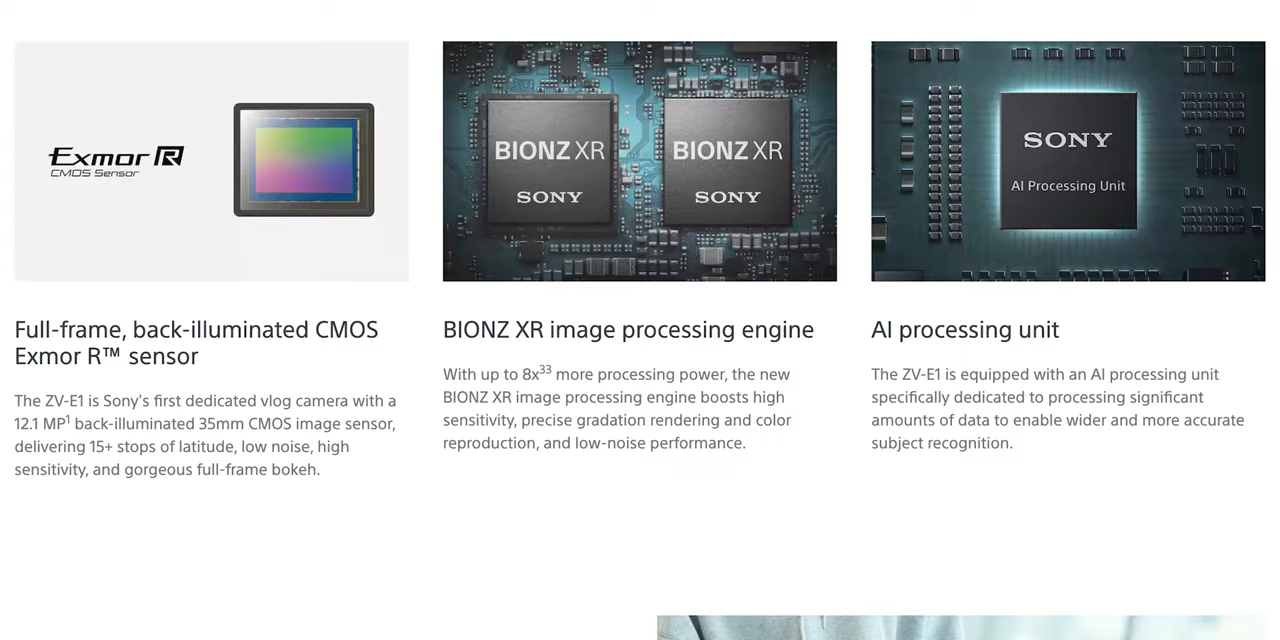 Exmor R
CMOS Sensor
BIONZ XR
SONY
BIONZ XR
SONY
SONY
AI Processing Unit
Full-frame, back-illuminated CMOS
Exmor R™ sensor
The ZV-E1 is Sony's first dedicated vlog camera with a
12.1 MP¹ back-illuminated 35mm CMOS image sensor,
delivering 15+ stops of latitude, low noise, high
sensitivity, and gorgeous full-frame bokeh.
BIONZ XR image processing engine
With up to 8x³³ more processing power, the new
BIONZ XR image processing engine boosts high
sensitivity, precise gradation rendering and color
reproduction, and low-noise performance.
AI processing unit
The ZV-E1 is equipped with an AI processing unit
specifically dedicated to processing significant
amounts of data to enable wider and more accurate
subject recognition.